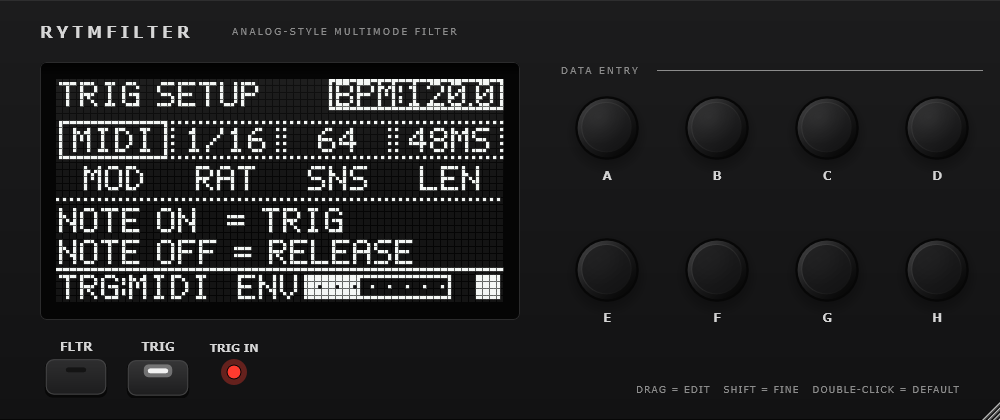 RYTMFILTER ANALOG-STYLE MULTIMODE FILTER
TRIG SETUP BPM:120.0
MIDI 1/16 64 48MS
MOD RAT SNS LEN
NOTE ON = TRIG
NOTE OFF = RELEASE
TRG:MIDI ENV
FLTR TRIG TRIG IN
DATA ENTRY
A B C D
E F G H
DRAG = EDIT SHIFT = FINE DOUBLE-CLICK = DEFAULT